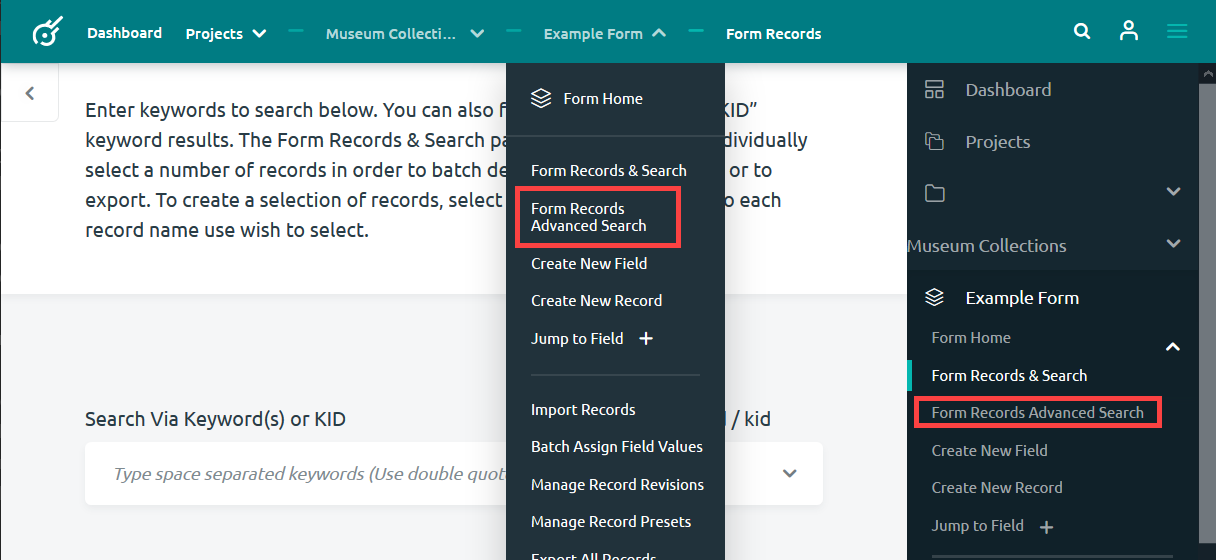 Dashboard Projects Museum Collecti... Example Form Form Records
Enter keywords to search below. You can also f KID”
keyword results. The Form Records & Search pa dividually
select a number of records in order to batch de or to
export. To create a selection of records, select o each
record name use wish to select.
Search Via Keyword(s) or KID / kid
Type space separated keywords (Use double quot
Form Home
Form Records & Search
Form Records
Advanced Search
Create New Field
Create New Record
Jump to Field +
Import Records
Batch Assign Field Values
Manage Record Revisions
Manage Record Presets
Export All Records
Dashboard
Projects
Museum Collections
Example Form
Form Home
Form Records & Search
Form Records Advanced Search
Create New Field
Create New Record
Jump to Field +